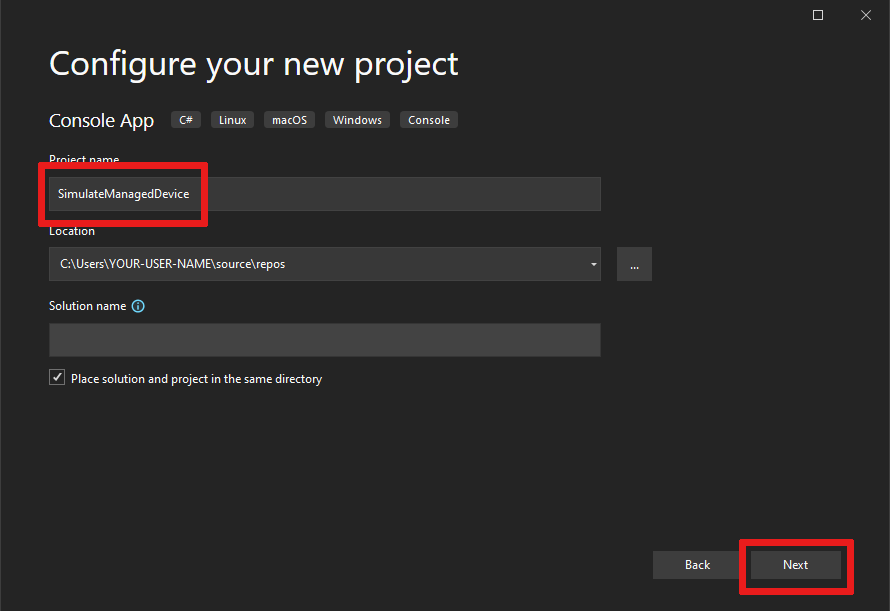 Configure your new project
Console App C# Linux macOS Windows Console
Project name
SimulateManagedDevice
Location
C:\Users\YOUR-USER-NAME\source\repos
...
Solution name
Place solution and project in the same directory
Back Next